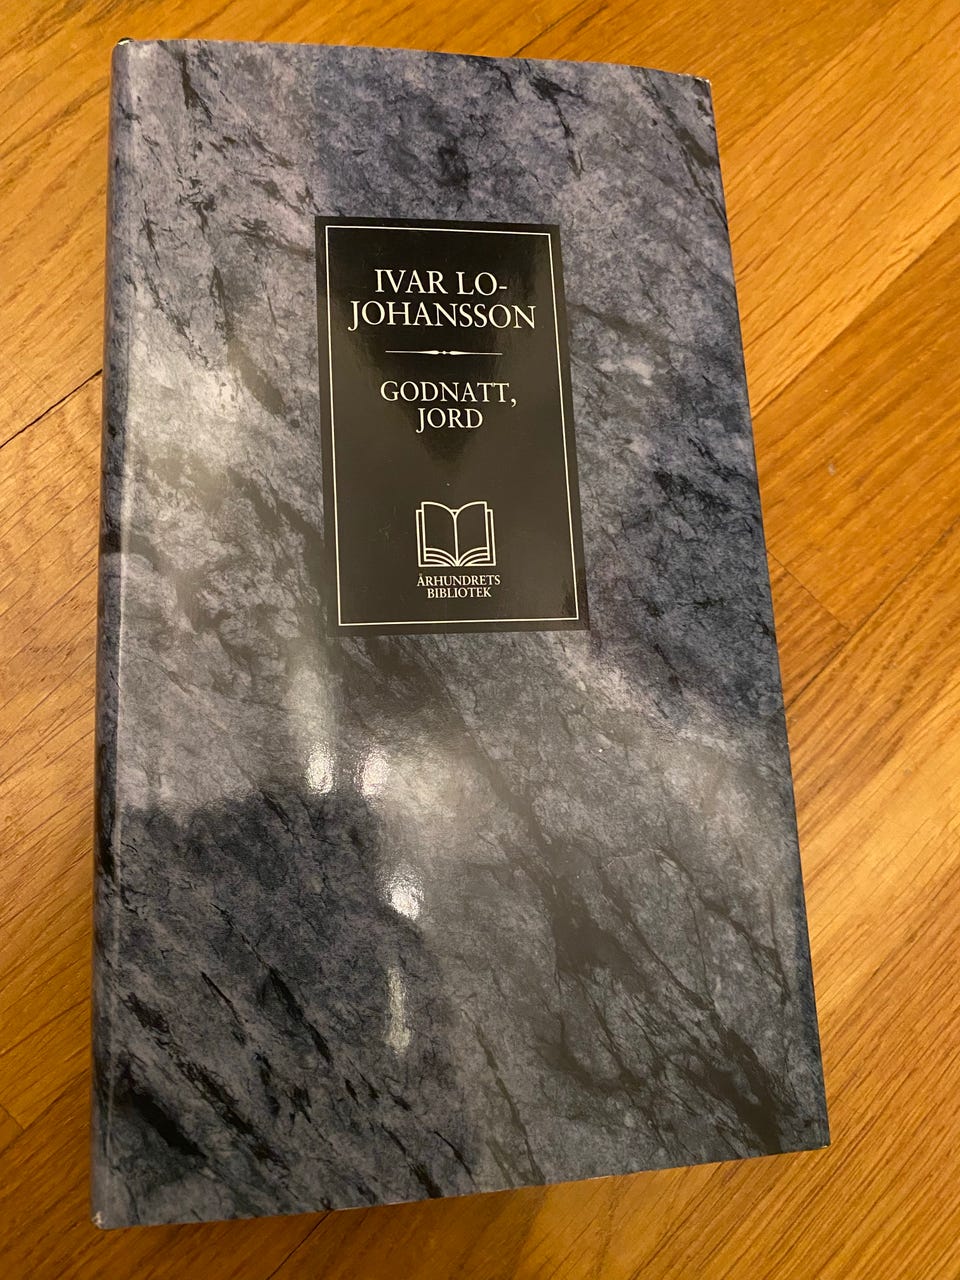 IVAR LO-
JOHANSSON
GODNATT,
JORD
ÅRHUNDRETS
BIBLIOTEK